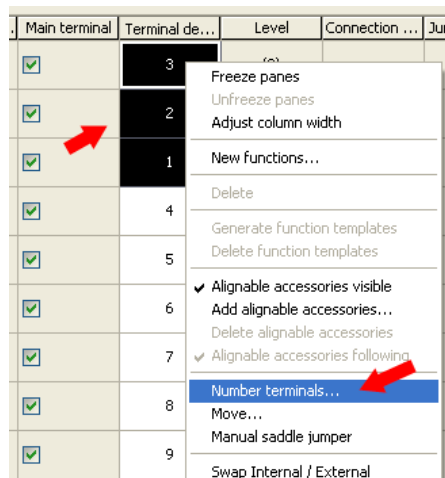 Main terminal Terminal de... Level Connection ...
3
2
1
4
5
6
7
8
9
Freeze panes
Unfreeze panes
Adjust column width
New functions...
Delete
Generate function templates
Delete function templates
Alignable accessories visible
Add alignable accessories...
Delete alignable accessories
Alignable accessories following
Number terminals...
Move...
Manual saddle jumper
Swap Internal / External